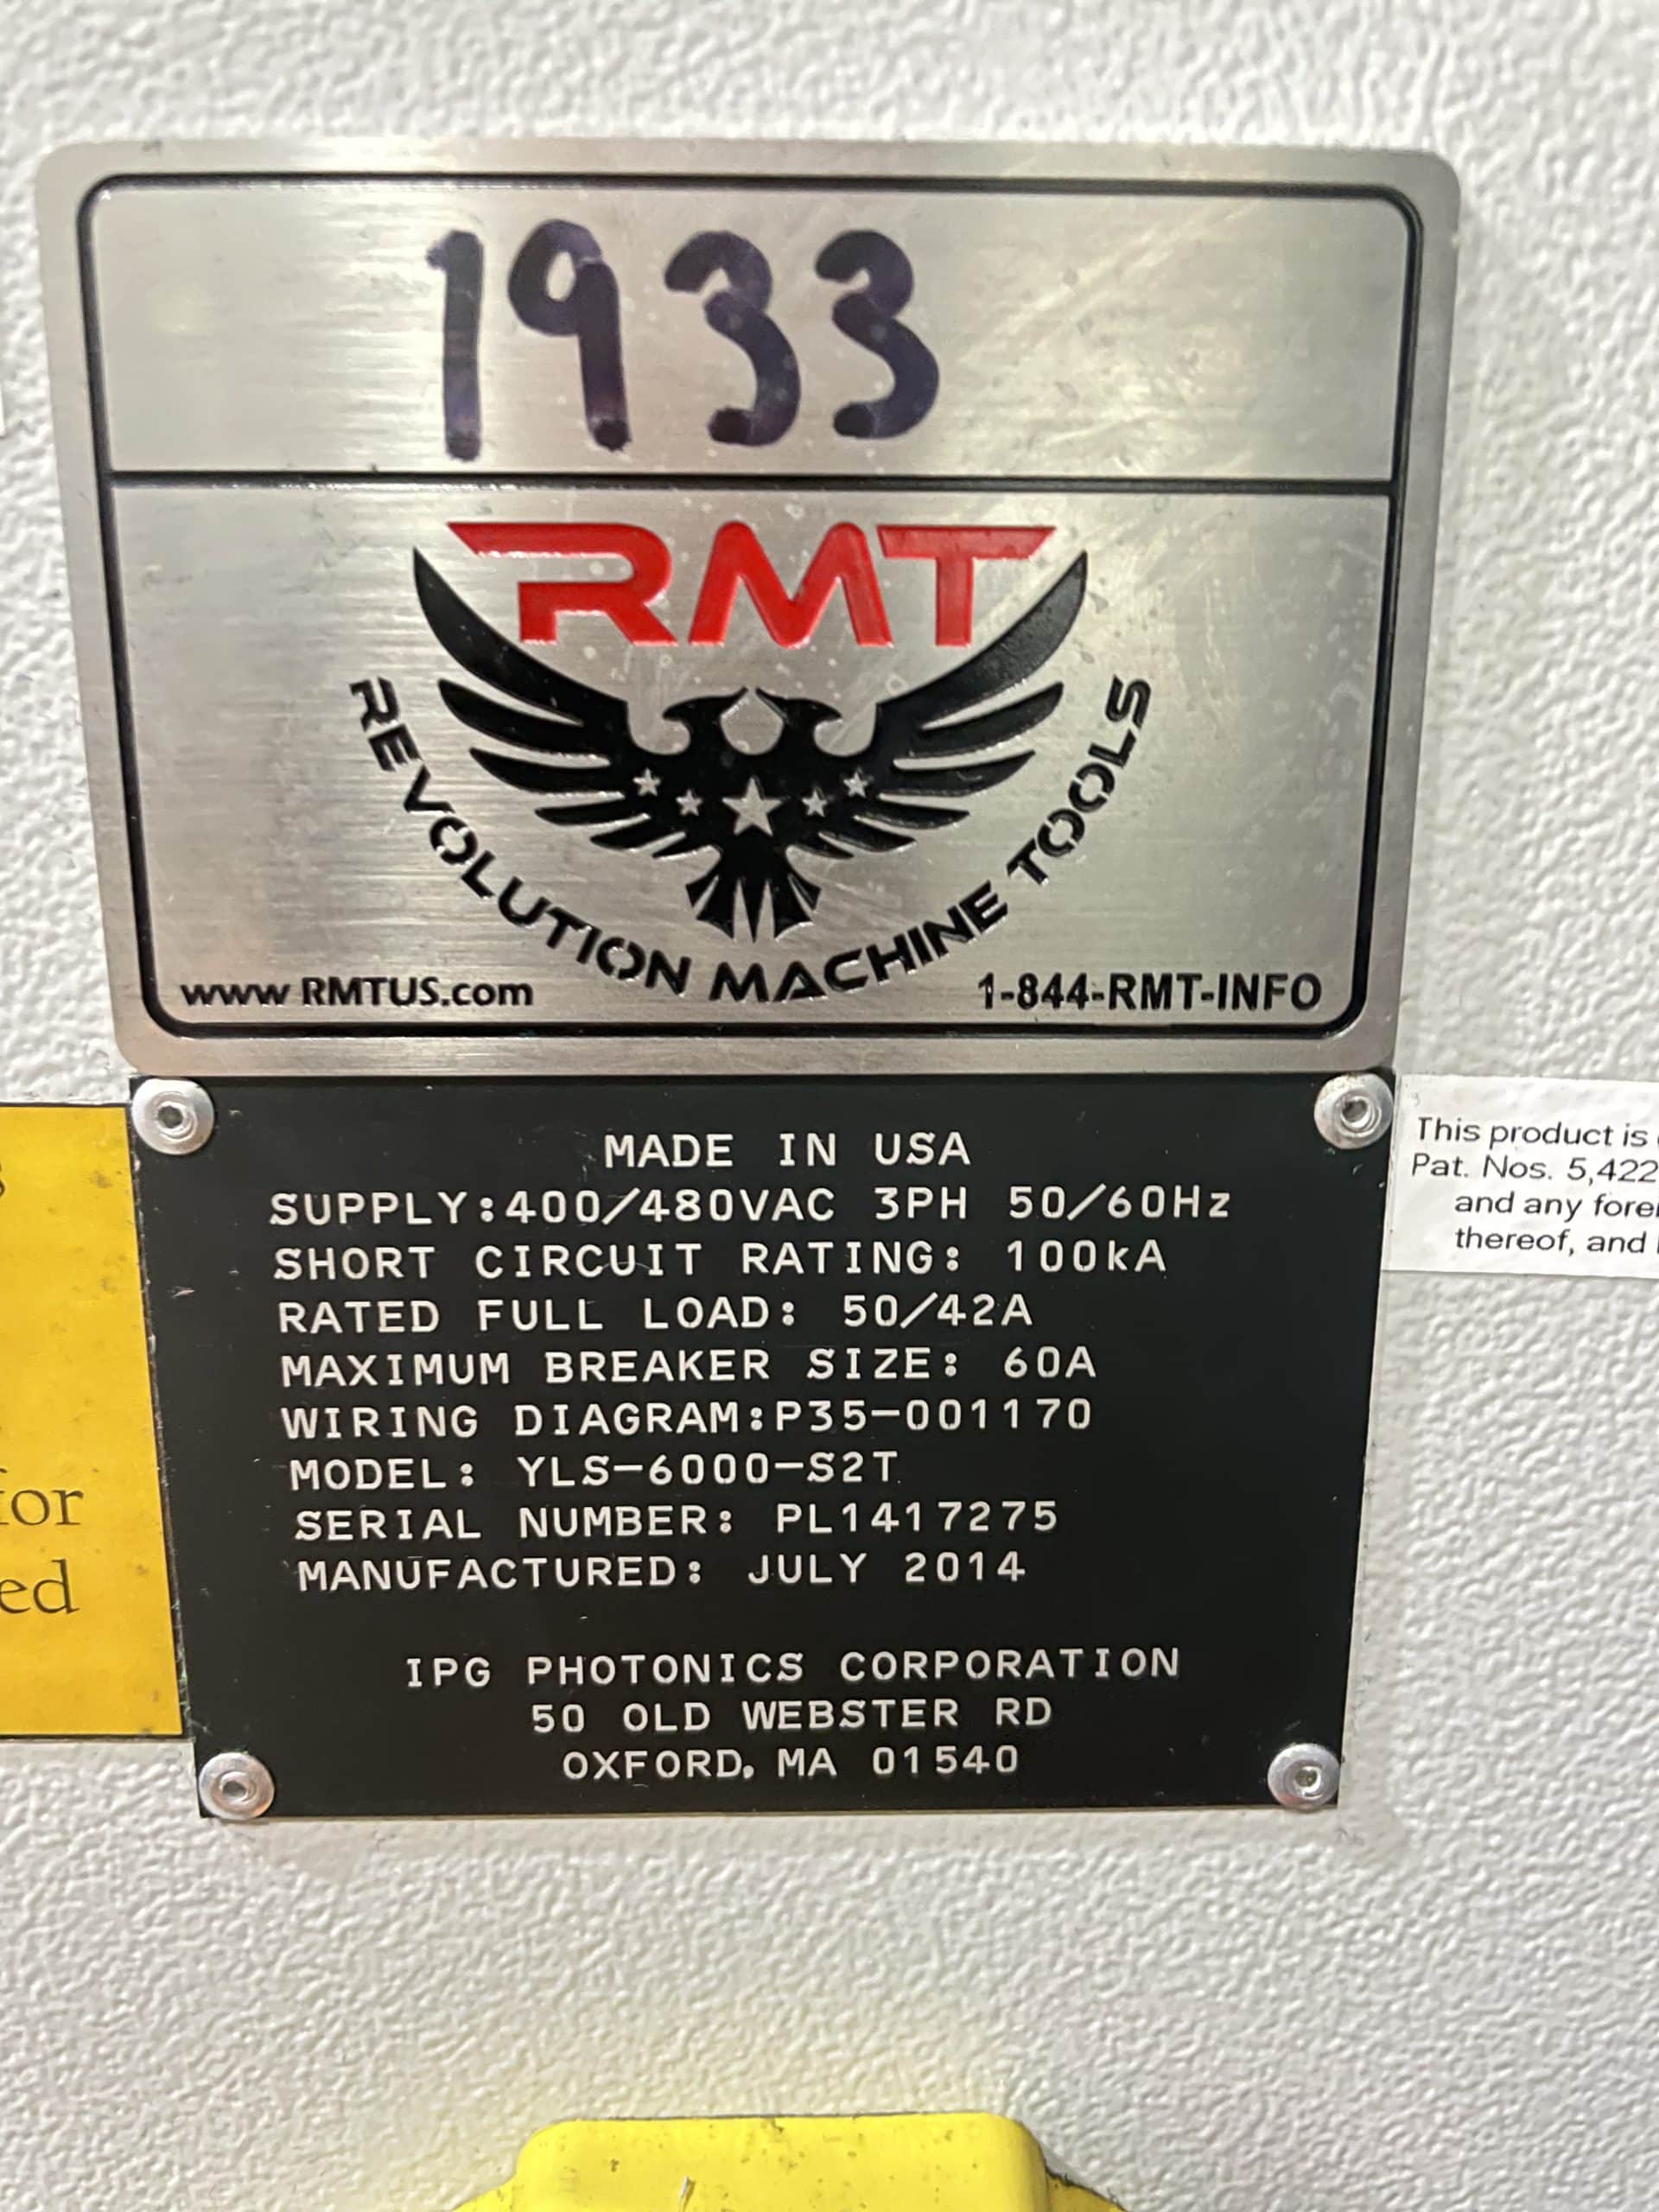 1933
RMT
REVOLUTION MACHINE TOOLS
www.RMTUS.com
1-844-RMT-INFO
MADE IN USA
SUPPLY:400/480VAC 3PH 50/60Hz
SHORT CIRCUIT RATING: 100kA
RATED FULL LOAD: 50/42A
MAXIMUM BREAKER SIZE: 60A
WIRING DIAGRAM:P35-001170
MODEL: YLS-6000-S2T
SERIAL NUMBER: PL1417275
MANUFACTURED: JULY 2014
IPG PHOTONICS CORPORATION
50 OLD WEBSTER RD
OXFORD, MA 01540
This product is
Pat. Nos. 5,422
and any
thereof, and
for